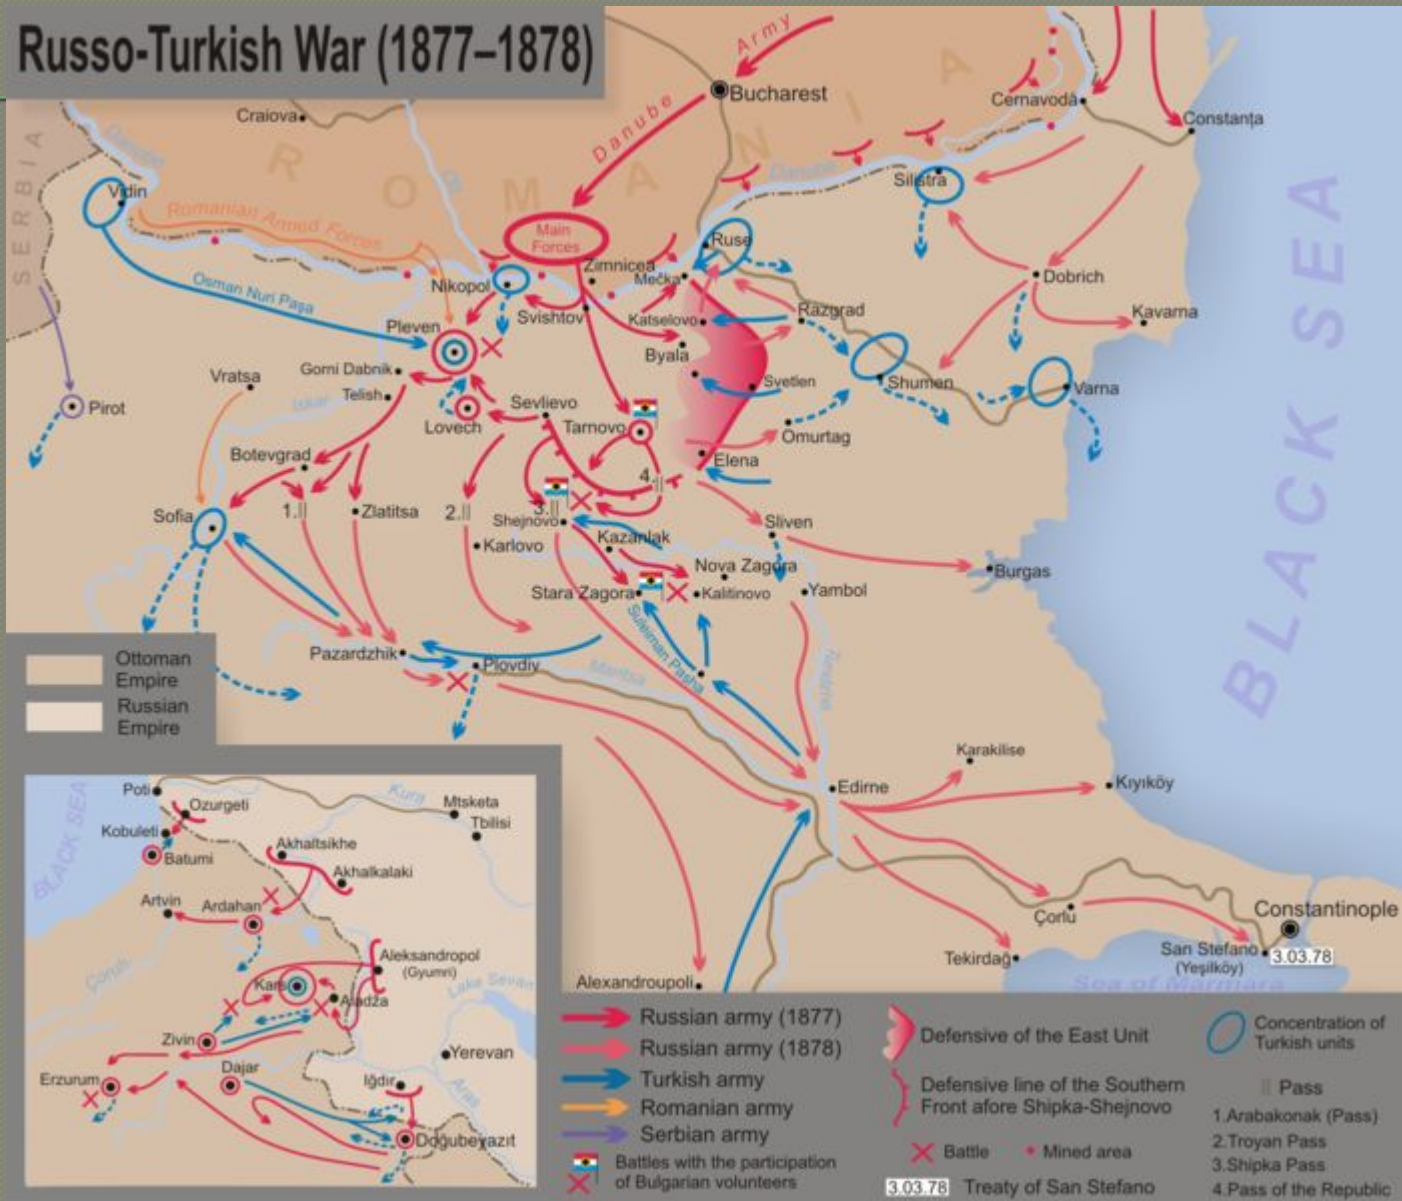 Russo-Turkish War (1877–1878)
Army
Bucharest
Danube
Craiova
Cernavodă
Constanța
SERBIA
Danube
Olt
ROMANIA
Danube
Vidin
Silistra
Romanian Armed Forces
Main
Forces
Ruse
Zimnicea
Mečka
Dobrich
Nikopol
Osman Nuri Paşa
Svishtov
Katselovo
Razgrad
Kavarna
Pleven
Byala
Gorni Dabnik
Vratsa
Telish
Svetlen
Shumen
Varna
Pirot
Iskar
Sevlievo
Lovech
Tarnovo
Omurtag
Botevgrad
Elena
4.
Sofia
1.
Zlatitsa
2.
3.
Shejnovo
Sliven
Karlovo
Kazanlak
Nova Zagora
Burgas
Stara Zagora
Kalitinovo
Yambol
BLACK SEA
Suleiman Pasha
Pazardzhik
Plovdiv
Maritsa
Tundzha
Ottoman
Empire
Russian
Empire
Karakilise
Edirne
Kıyıköy
Çorlu
Constantinople
Tekirdağ
San Stefano
(Yeşilköy)
3.03.78
Alexandroupoli
Sea of Marmara
Poti
Kura
Ozurgeti
Mtsketa
Tbilisi
Kobuleti
BLACK SEA
Batumi
Akhaltsikhe
Akhalkalaki
Artvin
Ardahan
Aleksandropol
(Gyumri)
Çoruh
Kars
Aladža
Lake Sevan
Zivin
Yerevan
Erzurum
Dajar
Iğdır
Aras
Doğubeyazıt
Russian army (1877)
Russian army (1878)
Turkish army
Romanian army
Serbian army
Battles with the participation
of Bulgarian volunteers
Defensive of the East Unit
Defensive line of the Southern
Front afore Shipka-Shejnovo
Battle
Mined area
3.03.78 Treaty of San Stefano
Concentration of
Turkish units
Pass
1.Arabakonak (Pass)
2.Troyan Pass
3.Shipka Pass
4.Pass of the Republic